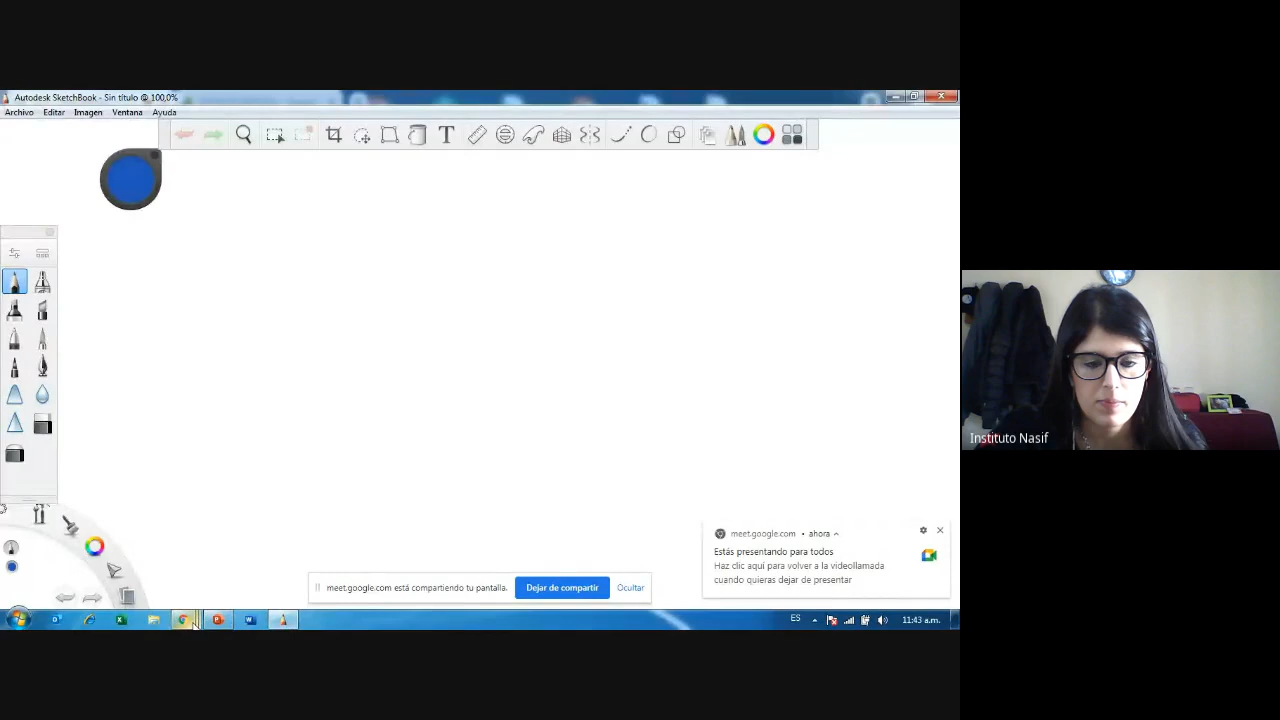 Autodesk SketchBook - Sin título @ 100,0%
Archivo Editar Imagen Ventana Ayuda
T
Instituto Nasif
meet.google.com • ahora
Estás presentando para todos
Haz clic aquí para volver a la videollamada
cuando quieras dejar de presentar
meet.google.com está compartiendo tu pantalla. Dejar de compartir Ocultar
ES 11:43 a.m.